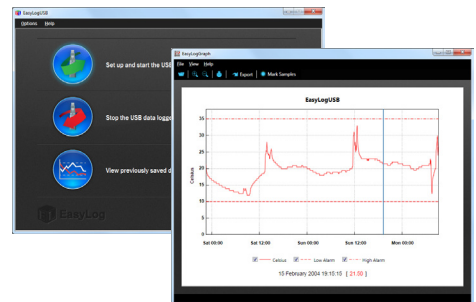 EasyLogUSB
Options Help
Set up and start the USB
Stop the USB data logge
View previously saved d
EasyLog
EasyLogGraph
File View Help
Export Mark Samples
EasyLogUSB
Celsius
35
30
25
20
15
10
5
0
Sat 00:00 Sat 12:00 Sun 00:00 Sun 12:00 Mon 00:00
Celsius Low Alarm High Alarm
15 February 2004 19:15:15 [ 21.50 ]